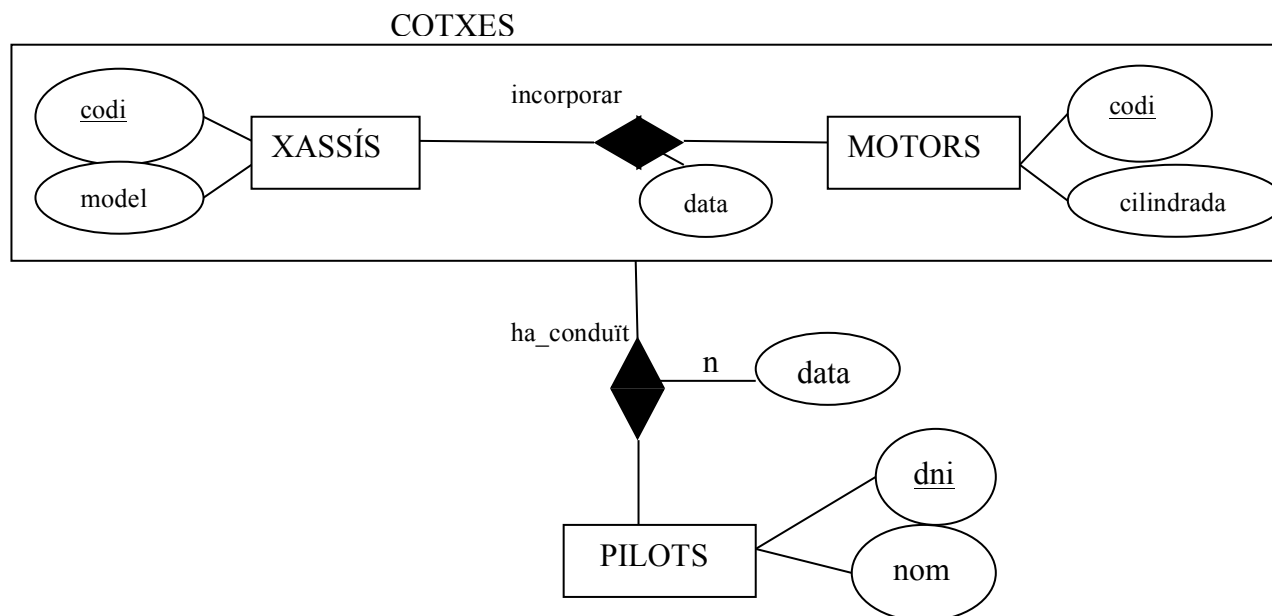 COTXES
incorporar
codi
codi
XASSÍS
MOTORS
model
data
cilindrada
ha_conduït
n
data
dni
PILOTS
nom